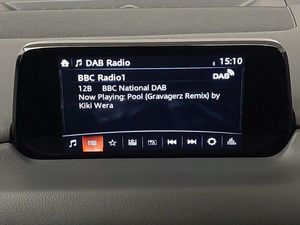 DAB Radio 15:10
BBC Radio1 DAB
12B BBC National DAB
Now Playing: Pool (Gravagerz Remix) by
Kiki Wera
TA